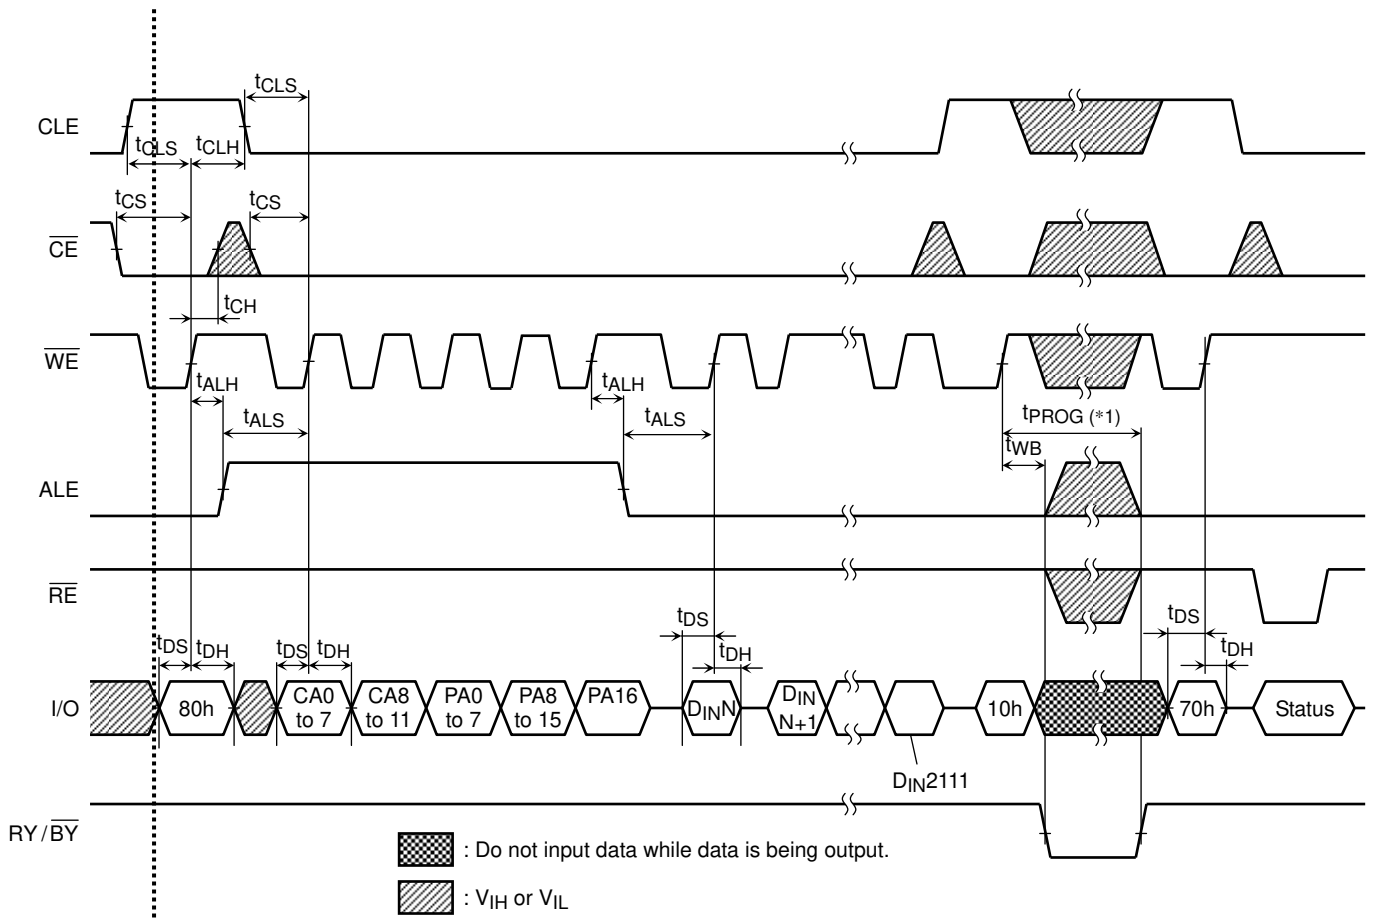 tCLS
CLE
tCLS tCLH
tCS tCS
CE
tCH
WE
tALH tALH
tALS tALS tPROG (*1)
tWB
ALE
RE
tDS tDS
tDS tDH tDS tDH tDH tDH
I/O 80h CA0 to 7 CA8 to 11 PA0 to 7 PA8 to 15 PA16 DINN DIN N+1 10h 70h Status
DIN2111
RY/BY
: Do not input data while data is being output.
: VIH or VIL